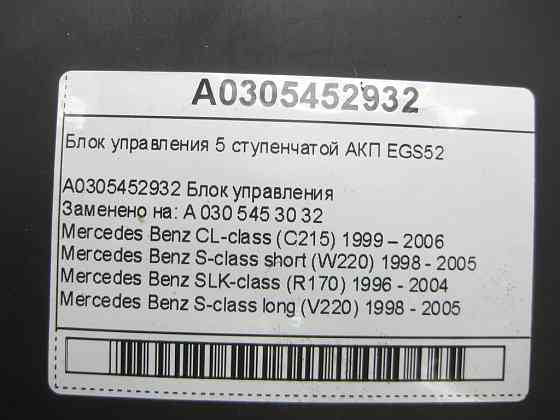 A0305452932
Блок управления 5 ступенчатой АКП EGS52
A0305452932 Блок управления
Заменено на: A 030 545 30 32
Mercedes Benz CL-class (C215) 1999 – 2006
Mercedes Benz S-class short (W220) 1998 - 2005
Mercedes Benz SLK-class (R170) 1996 - 2004
Mercedes Benz S-class long (V220) 1998 - 2005